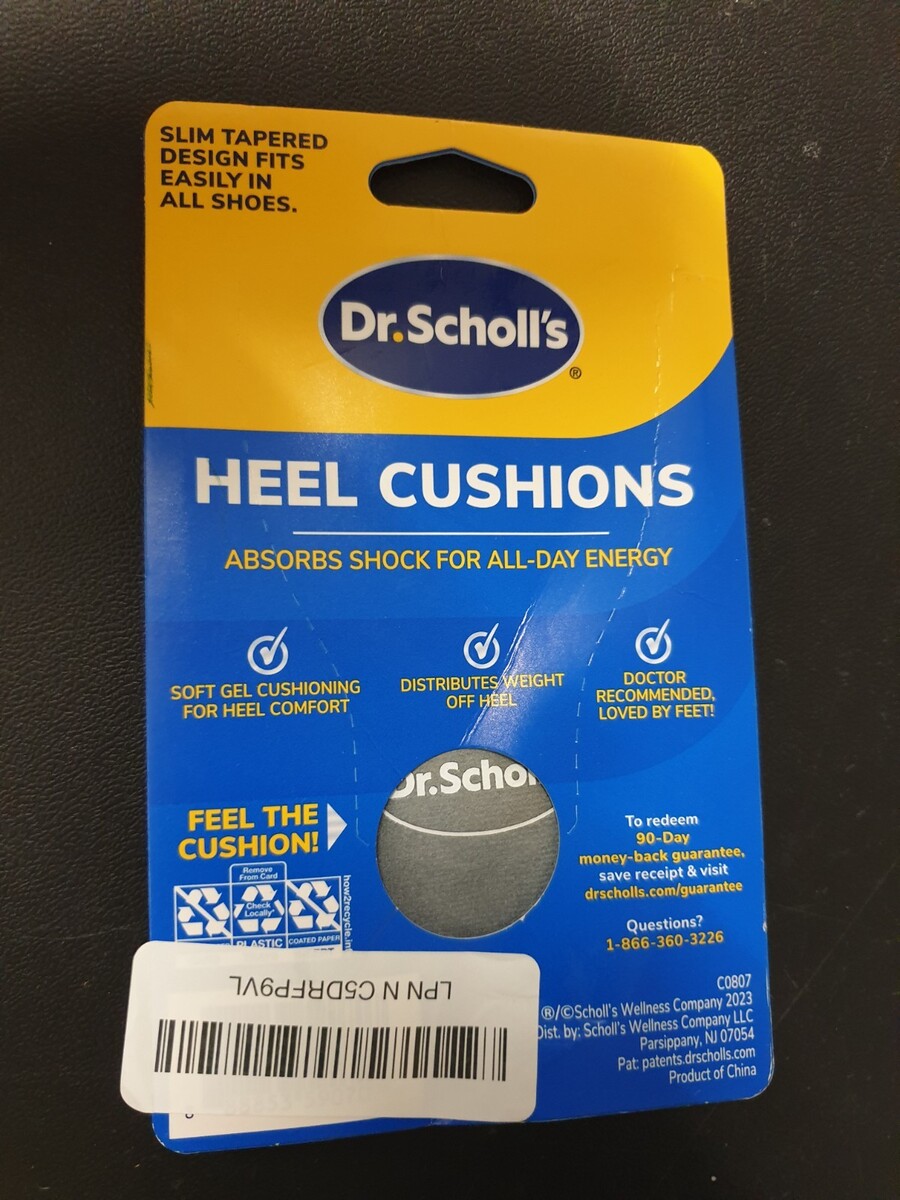 SLIM TAPERED
DESIGN FITS
EASILY IN
ALL SHOES.
Dr.Scholl's
®
HEEL CUSHIONS
ABSORBS SHOCK FOR ALL-DAY ENERGY
SOFT GEL CUSHIONING
FOR HEEL COMFORT
DISTRIBUTES WEIGHT
OFF HEEL
DOCTOR
RECOMMENDED,
LOVED BY FEET!
Dr.Schol
FEEL THE
CUSHION!
Remove
From Card
Check
Locally*
PLASTIC
COATED PAPER
how2recycle.in
To redeem
90-Day
money-back guarantee,
save receipt & visit
drscholls.com/guarantee
Questions?
1-866-360-3226
C0807
®/©Scholl's Wellness Company 2023
Dist. by: Scholl's Wellness Company LLC
Parsippany, NJ 07054
Pat: patents.drscholls.com
Product of China
LPN N C5DRFP9VL